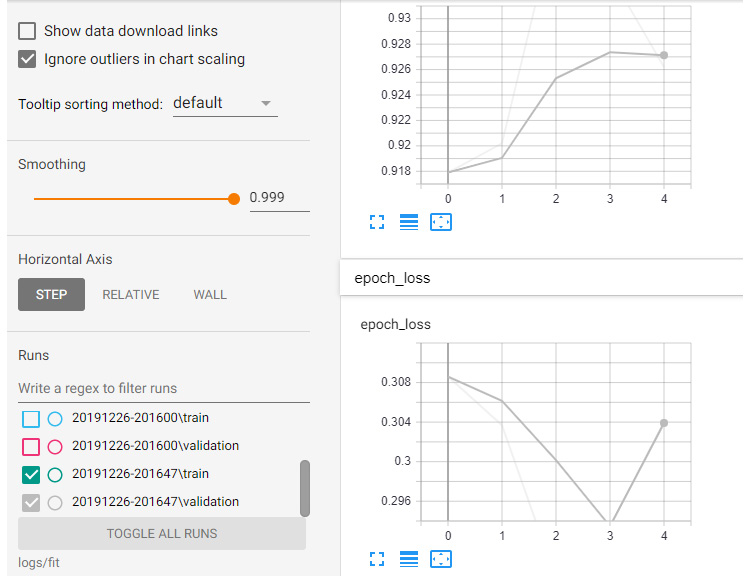 Show data download links
Ignore outliers in chart scaling
Tooltip sorting method: default
Smoothing
0.999
Horizontal Axis
STEP RELATIVE WALL
Runs
Write a regex to filter runs
20191226-201600\train
20191226-201600\validation
20191226-201647\train
20191226-201647\validation
TOGGLE ALL RUNS
logs/fit
0.93
0.928
0.926
0.924
0.922
0.92
0.918
0 1 2 3 4
epoch_loss
epoch_loss
0.308
0.304
0.3
0.296
0 1 2 3 4